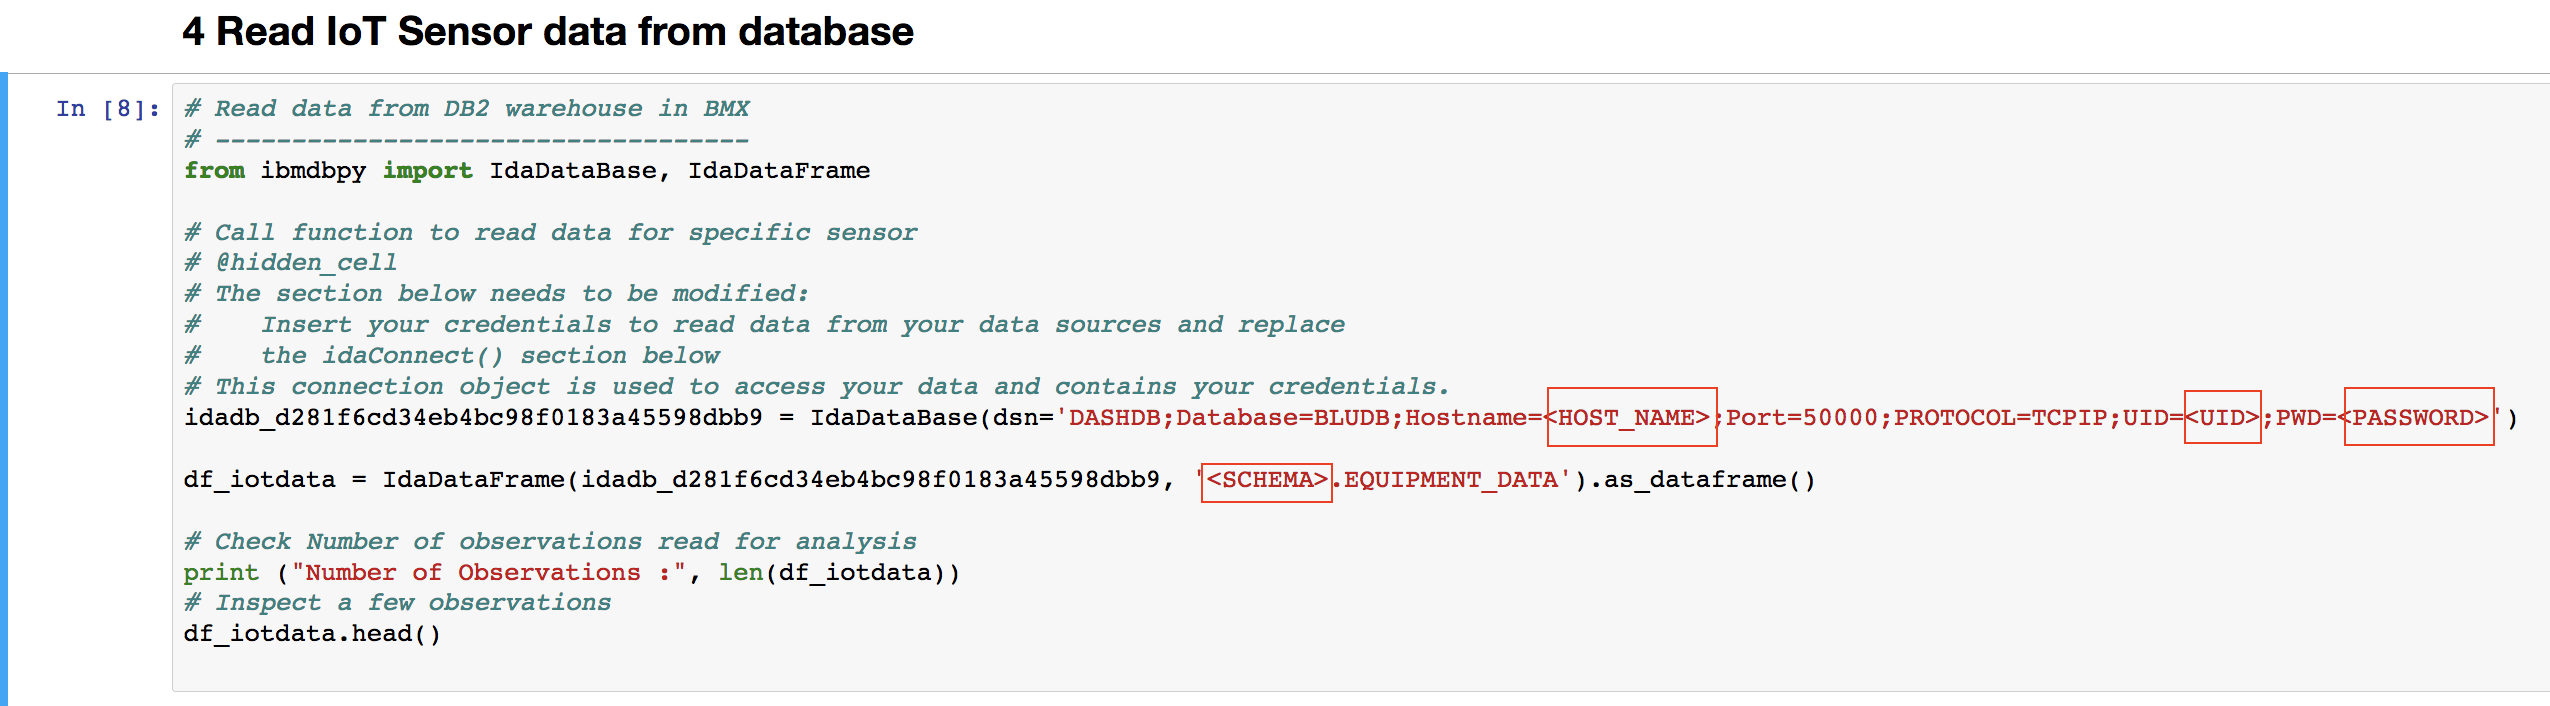 4 Read IoT Sensor data from database
In [8]: # Read data from DB2 warehouse in BMX
# -----------------------------------
from ibmdbpy import IdaDataBase, IdaDataFrame
# Call function to read data for specific sensor
# @hidden_cell
# The section below needs to be modified:
#    Insert your credentials to read data from your data sources and replace
#    the idaConnect() section below
# This connection object is used to access your data and contains your credentials.
idadb_d281f6cd34eb4bc98f0183a45598dbb9 = IdaDataBase(dsn='DASHDB;Database=BLUDB;Hostname=<HOST_NAME>;Port=50000;PROTOCOL=TCPIP;UID=<UID>;PWD=<PASSWORD>')
df_iotdata = IdaDataFrame(idadb_d281f6cd34eb4bc98f0183a45598dbb9, '<SCHEMA>.EQUIPMENT_DATA').as_dataframe()
# Check Number of observations read for analysis
print ("Number of Observations :", len(df_iotdata))
# Inspect a few observations
df_iotdata.head()